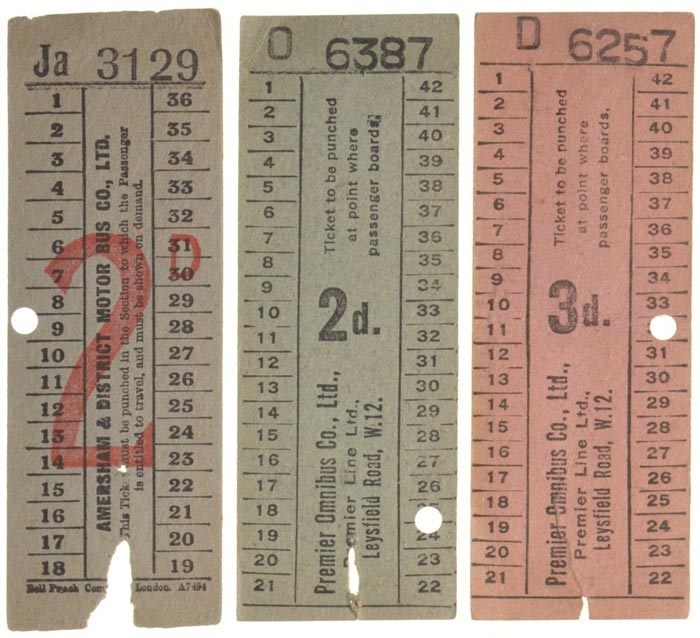 Ja 3129
1 36
2 35
3 34
4 33
5 32
6 31
7 30
8 29
9 28
10 27
11 26
12 25
13 24
14 23
15 22
16 21
17 20
18 19
AMERSHAM & DISTRICT MOTOR BUS CO., LTD.
This Ticket must be punched in the Section to which the Passenger
is entitled to travel, and must be shown on demand.
2D
Bell Punch London. A7494
O 6387
1 42
2 41
3 40
4 39
5 38
6 37
7 36
8 35
9 34
10 33
11 32
12 31
13 30
14 29
15 28
16 27
17 26
18
19 24
20 23
21 22
Ticket to be punched
at point where
passenger boards.
2d.
Premier Omnibus Co., Ltd.,
Premier Line Ltd.,
Leysfield Road, W.12.
D 6257
1 42
2 41
3 40
4 39
5 38
6 37
7 36
8 35
9 34
10 33
11
12 31
13 30
14 29
15 28
16 27
17 26
18 25
19 24
20 23
21 22
Ticket to be punched
at point where
passenger boards.
3d.
Premier Omnibus Co., Ltd.,
Premier Line Ltd.,
Leysfield Road, W.12.